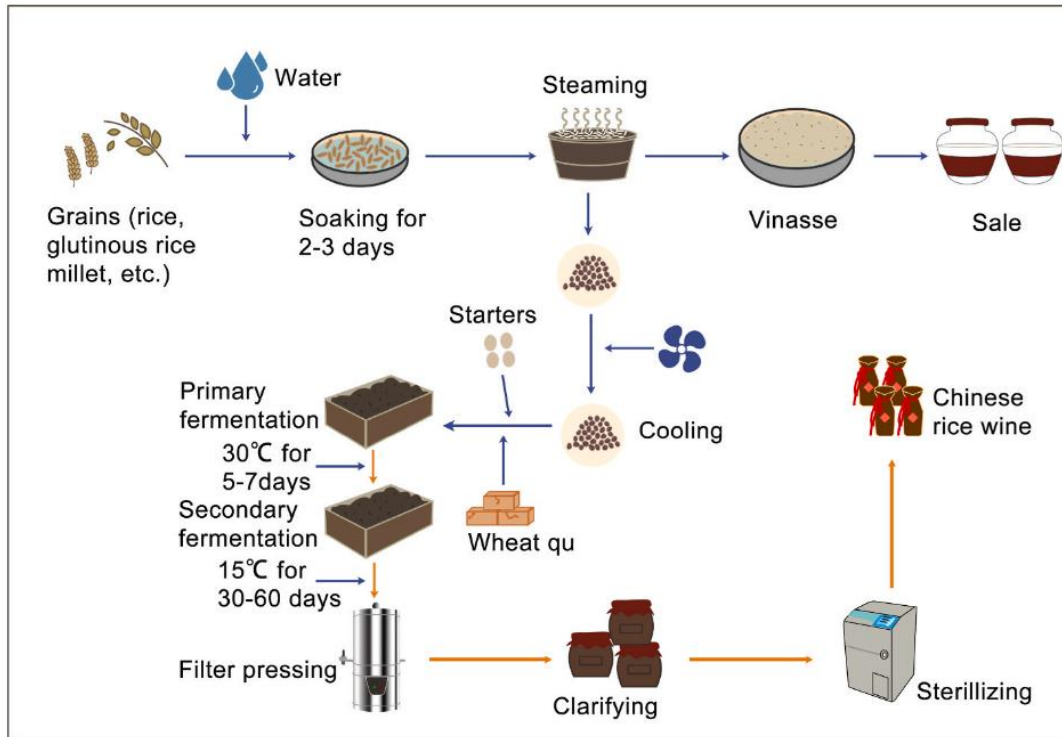 Water
Steaming
Grains (rice,
glutinous rice
millet, etc.)
Soaking for
2-3 days
Vinasse
Sale
Starters
Primary
fermentation
30℃ for
5-7days
Cooling
Chinese
rice wine
Secondary
fermentation
Wheat qu
15℃ for
30-60 days
Filter pressing
Clarifying
Sterillizing